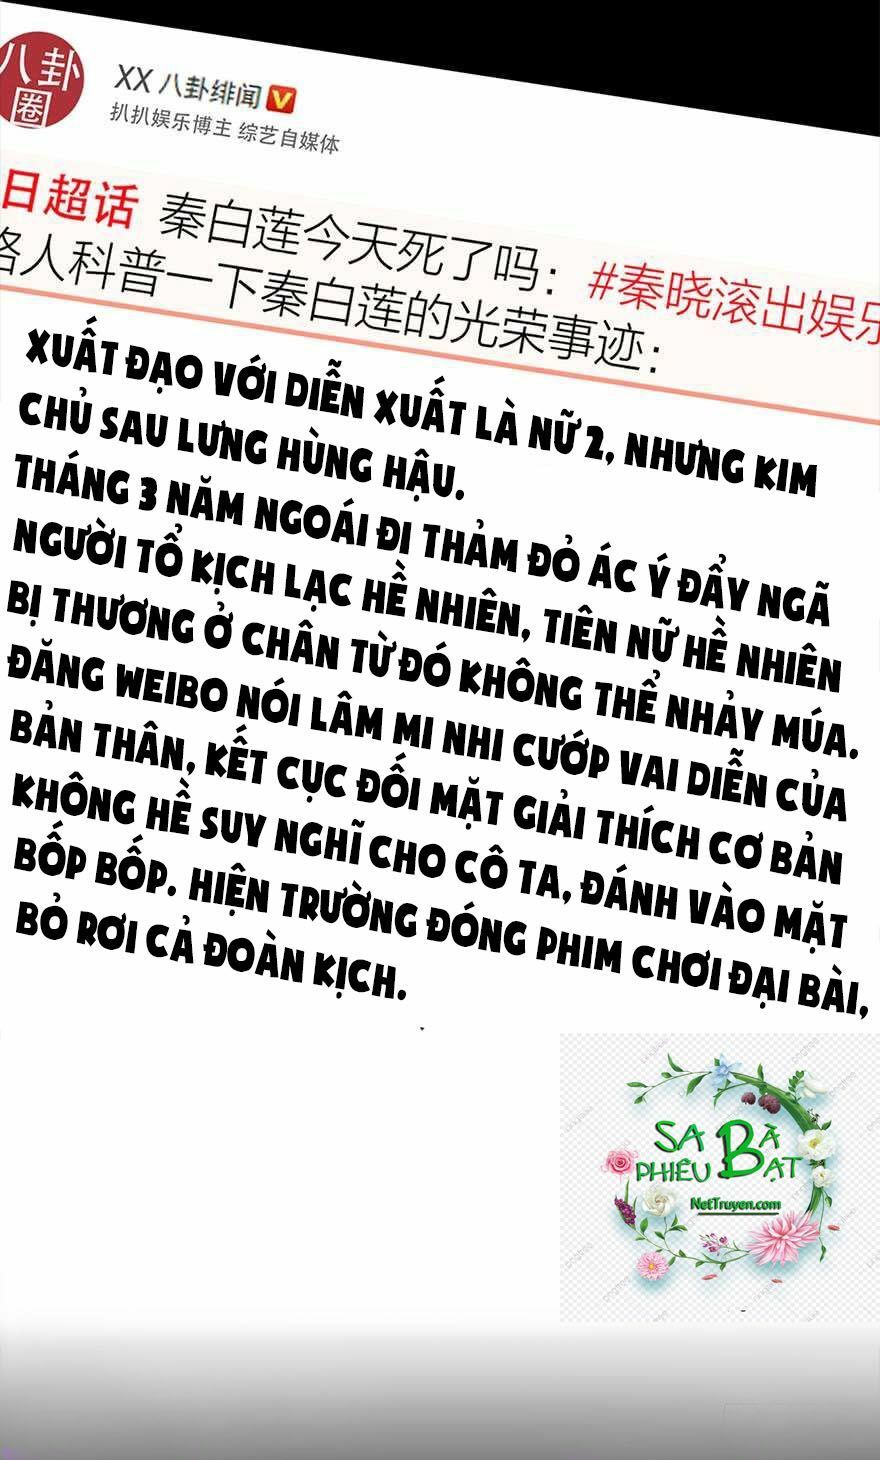 八卦
圈
XX 八卦绯闻 V
扒扒娱乐博主 综艺自媒体
日超话 秦白莲今天死了吗：#秦晓滚出娱乐
路人科普一下秦白莲的光荣事迹：
XUẤT ĐẠO VỚI DIỄN XUẤT LÀ NỮ 2, NHƯNG KIM
CHỦ SAU LƯNG HÙNG HẬU.
THÁNG 3 NĂM NGOÁI ĐI THẢM ĐỎ ÁC Ý ĐẨY NGÃ
NGƯỜI TỔ KỊCH LẠC HỀ NHIÊN, TIÊN NỮ HỀ NHIÊN
BỊ THƯƠNG Ở CHÂN TỪ ĐÓ KHÔNG THỂ NHẢY MÚA.
ĐĂNG WEIBO NÓI LÂM MI NHI CƯỚP VAI DIỄN CỦA
BẢN THÂN, KẾT CỤC ĐỐI MẶT GIẢI THÍCH CƠ BẢN
KHÔNG HỀ SUY NGHĨ CHO CÔ TA, ĐÁNH VÀO MẶT
BỐP BỐP. HIỆN TRƯỜNG ĐÓNG PHIM CHƠI ĐẠI BÀI,
BỎ RƠI CẢ ĐOÀN KỊCH.
SA BÀ
PHIÊU BẠT
NetTruyen.com